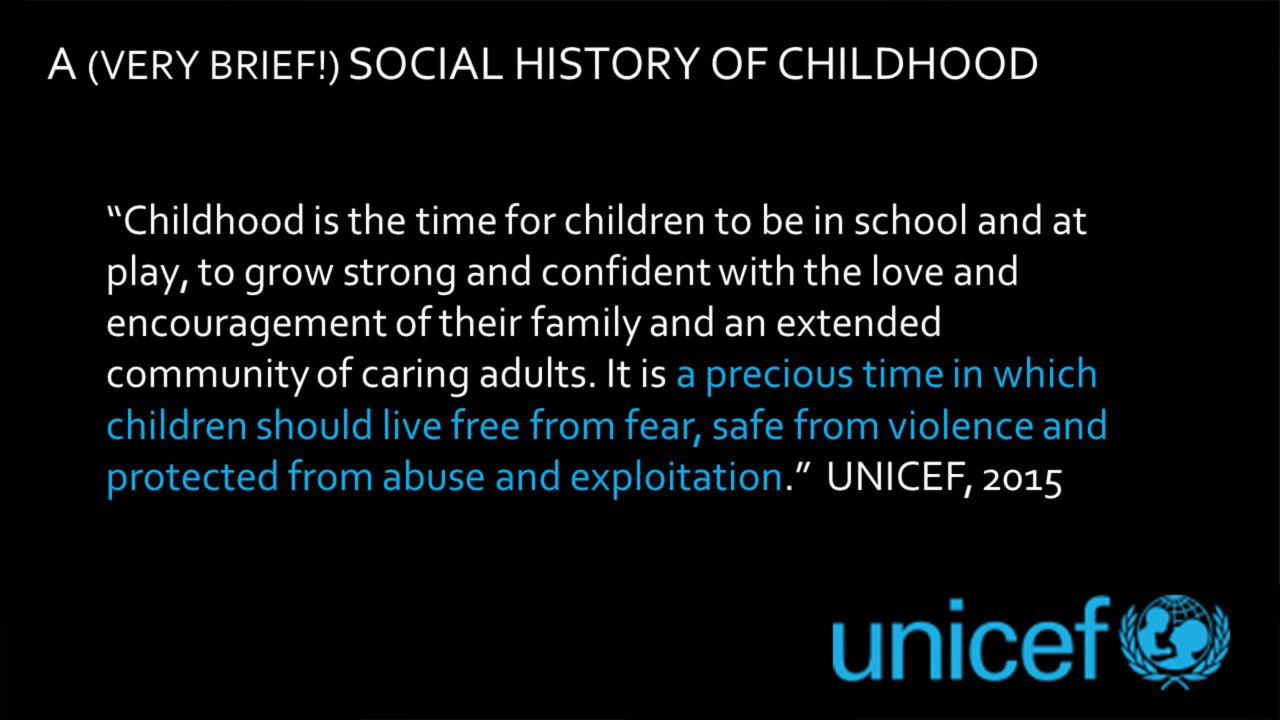 A (VERY BRIEF!) SOCIAL HISTORY OF CHILDHOOD
“Childhood is the time for children to be in school and at
play, to grow strong and confident with the love and
encouragement of their family and an extended
community of caring adults. It is a precious time in which
children should live free from fear, safe from violence and
protected from abuse and exploitation.” UNICEF, 2015
unicef